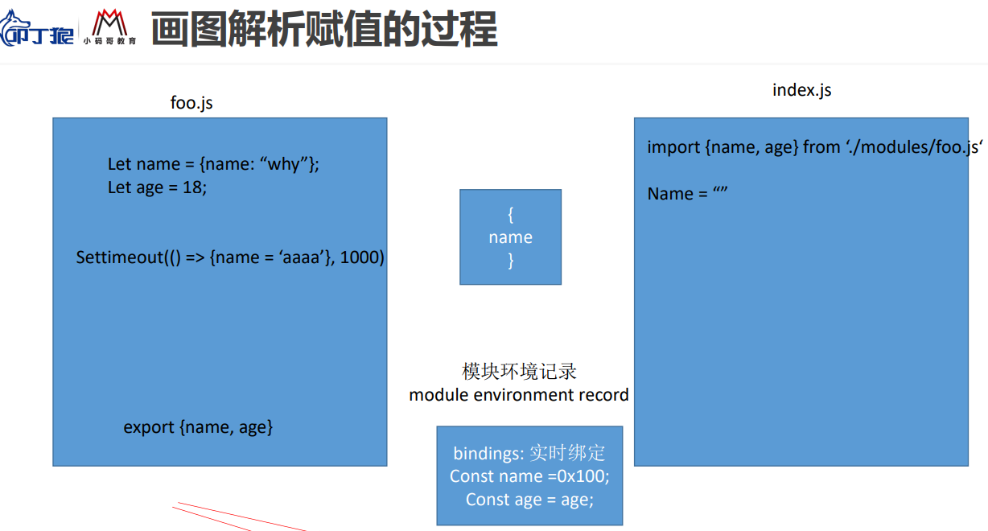 叩丁狼
小码哥教育
画图解析赋值的过程
foo.js
Let name = {name: “why”};
Let age = 18;
Settimeout(() => {name = ‘aaaa’}, 1000)
export {name, age}
{
name
}
模块环境记录
module environment record
bindings: 实时绑定
Const name =0x100;
Const age = age;
index.js
import {name, age} from ‘./modules/foo.js‘
Name = “”